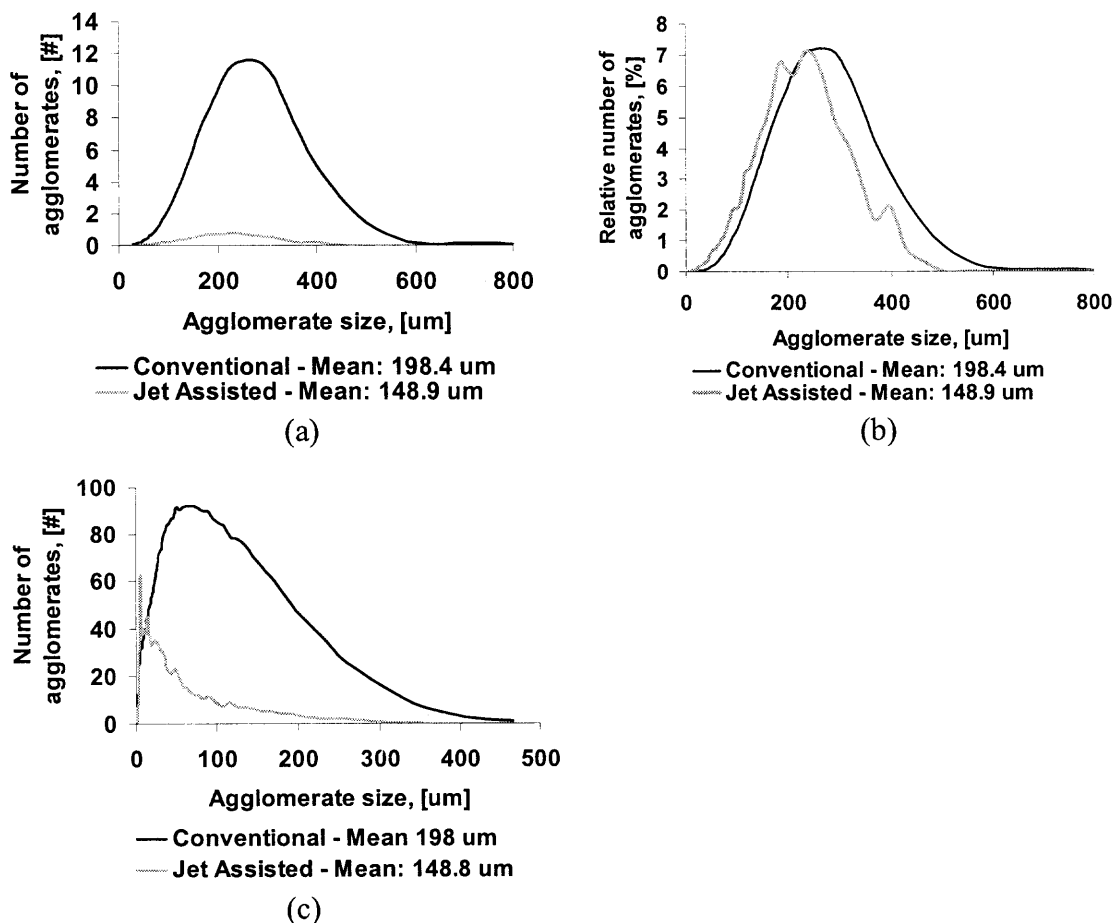 Number of
agglomerates, [#]
14
12
10
8
6
4
2
0
0 200 400 600 800
Agglomerate size, [um]
Conventional - Mean: 198.4 um
Jet Assisted - Mean: 148.9 um
(a)
Relative number of
agglomerates, [%]
8
7
6
5
4
3
2
1
0
0 200 400 600 800
Agglomerate size, [um]
Conventional - Mean: 198.4 um
Jet Assisted - Mean: 148.9 um
(b)
Number of
agglomerates, [#]
100
80
60
40
20
0
0 100 200 300 400 500
Agglomerate size, [um]
Conventional - Mean 198 um
Jet Assisted - Mean: 148.8 um
(c)